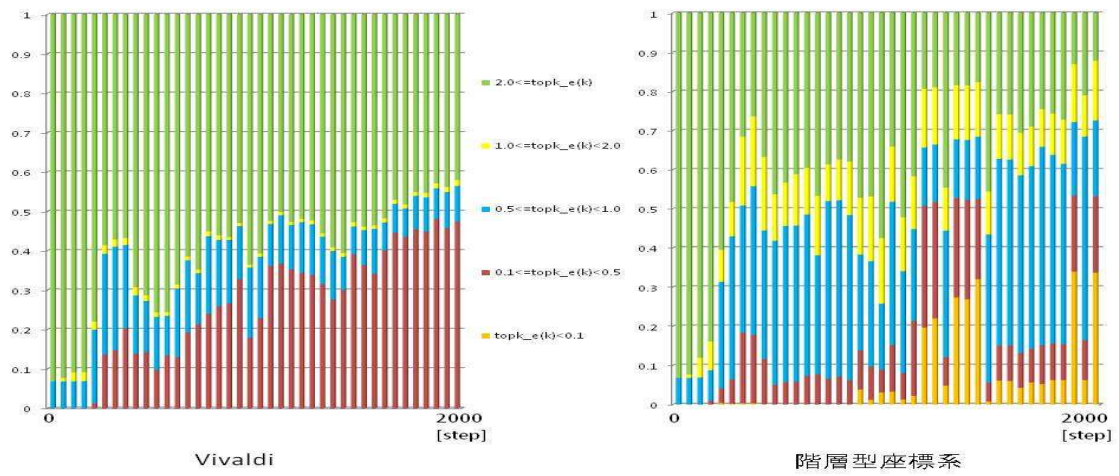 1
0.9
0.8
0.7
0.6
0.5
0.4
0.3
0.2
0.1
0
0
2000
[step]
Vivaldi
2.0<=topk_e{k}
1.0<=topk_e{k}<2.0
0.5<=topk_e{k}<1.0
0.1<=topk_e{k}<0.5
topk_e{k}<0.1
1
0.9
0.8
0.7
0.6
0.5
0.4
0.3
0.2
0.1
0
0
2000
[step]
階層型座標系